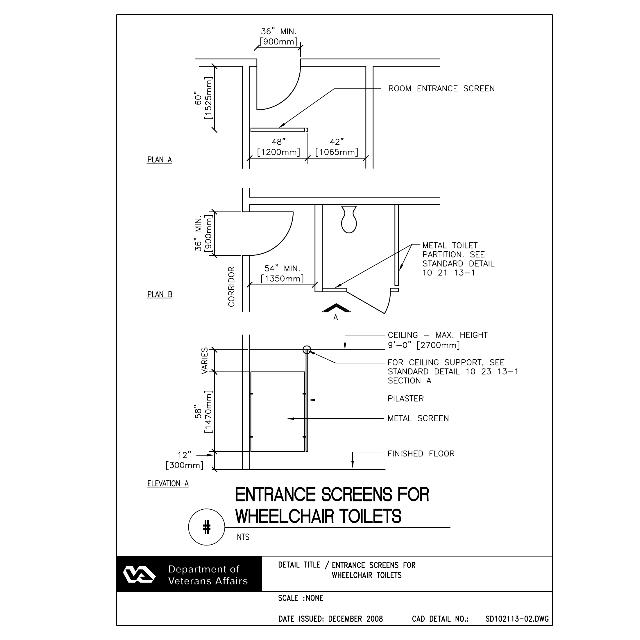 36" MIN.
[900mm]
60"
[1525mm]
ROOM ENTRANCE SCREEN
48"
[1200mm]
42"
[1065mm]
PLAN A
36" MIN.
[900mm]
METAL TOILET
PARTITION. SEE
STANDARD DETAIL
10 21 13-1
54" MIN.
[1350mm]
CORRIDOR
PLAN B
A
CEILING - MAX. HEIGHT
9'-0" [2700mm]
VARIES
FOR CEILING SUPPORT, SEE
STANDARD DETAIL 10 23 13-1
SECTION A
PILASTER
58"
[1470mm]
METAL SCREEN
12"
[300mm]
FINISHED FLOOR
ELEVATION A
ENTRANCE SCREENS FOR
WHEELCHAIR TOILETS
#
NTS
Department of
Veterans Affairs
DETAIL TITLE / ENTRANCE SCREENS FOR
WHEELCHAIR TOILETS
SCALE :NONE
DATE ISSUED: DECEMBER 2008 CAD DETAIL NO.: SD102113-02.DWG